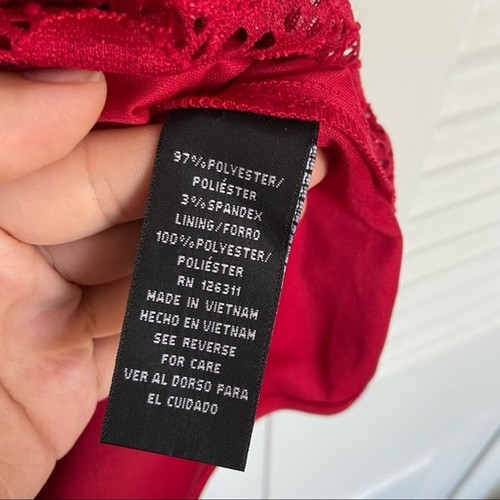 97%POLYESTER/
POLIÉSTER
3%SPANDEX
LINING/FORRO
100%POLYESTER/
POLIÉSTER
RN 126311
MADE IN VIETNAM
HECHO EN VIETNAM
SEE REVERSE
FOR CARE
VER AL DORSO PARA
EL CUIDADO